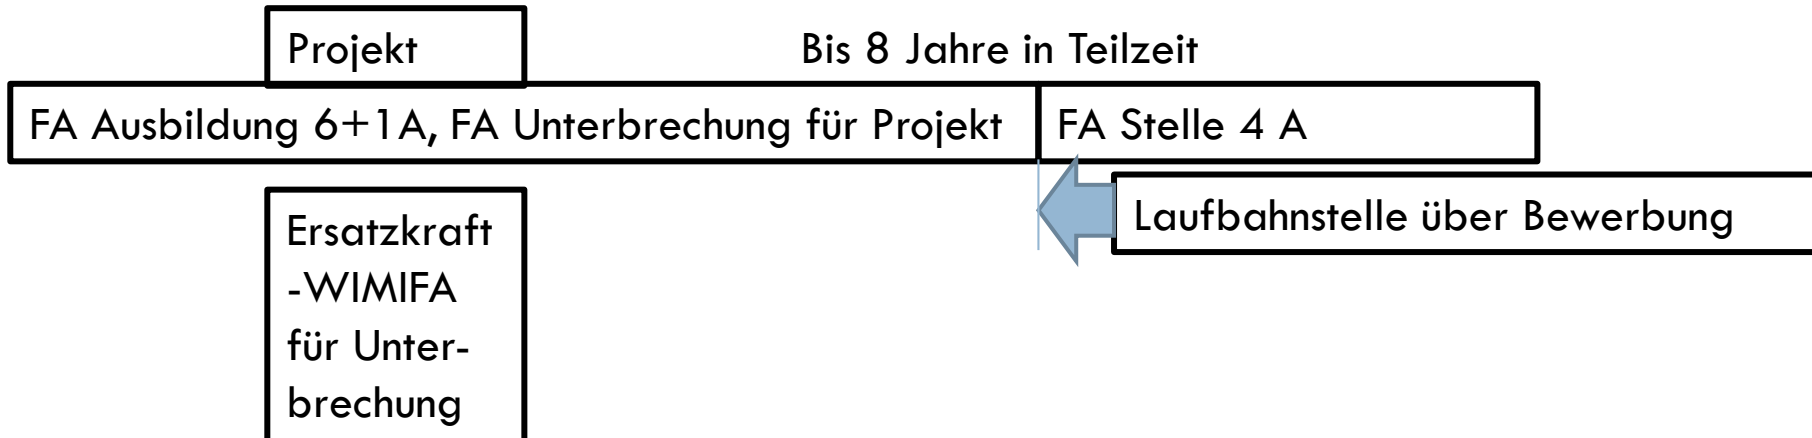 Projekt
Bis 8 Jahre in Teilzeit
FA Ausbildung 6+1A, FA Unterbrechung für Projekt
FA Stelle 4 A
Laufbahnstelle über Bewerbung
Ersatzkraft
-WIMIFA
für Unter-
brechung